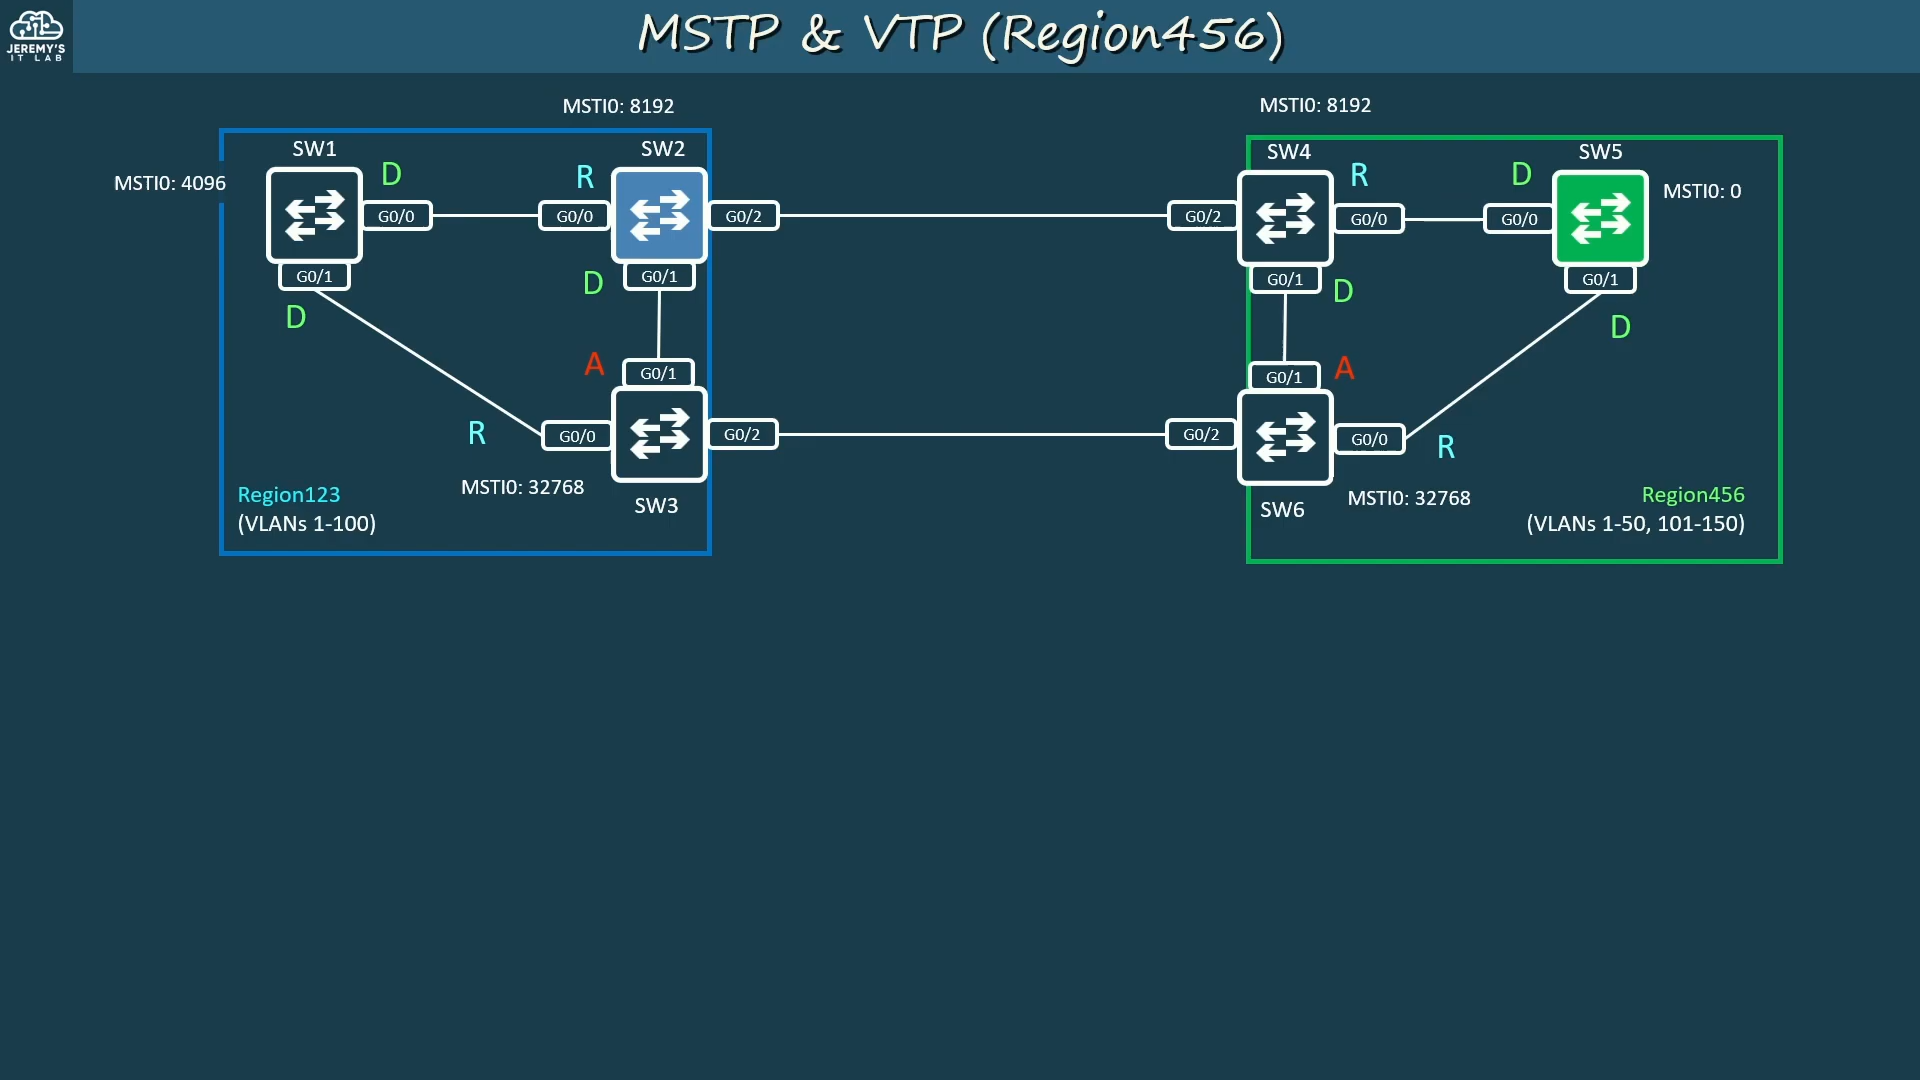 JEREMY'S
IT LAB
MSTP & VTP (Region456)
MSTI0: 8192
MSTI0: 8192
SW1
SW2
SW4
SW5
MSTI0: 4096
D
R
R
D
MSTI0: 0
G0/0
G0/0
G0/2
G0/2
G0/0
G0/0
G0/1
D
G0/1
G0/1
D
G0/1
D
D
A
G0/1
G0/1
A
R
G0/0
G0/2
G0/2
G0/0
R
MSTI0: 32768
SW3
SW6
MSTI0: 32768
Region123
(VLANs 1-100)
Region456
(VLANs 1-50, 101-150)